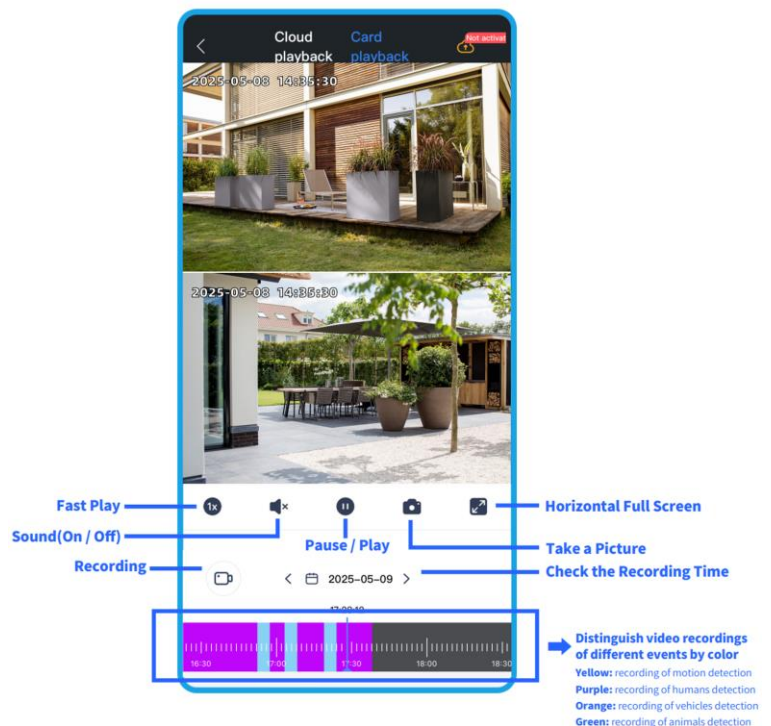 Cloud playback
Card playback
Not activat
2025-05-08 14:35:30
2025-05-08 14:35:30
1x
Fast Play
Horizontal Full Screen
Sound(On / Off)
Pause / Play
Take a Picture
Recording
2025-05-09
Check the Recording Time
16:30
17:00
17:30
18:00
18:30
Distinguish video recordings
of different events by color
Yellow: recording of motion detection
Purple: recording of humans detection
Orange: recording of vehicles detection
Green: recording of animals detection